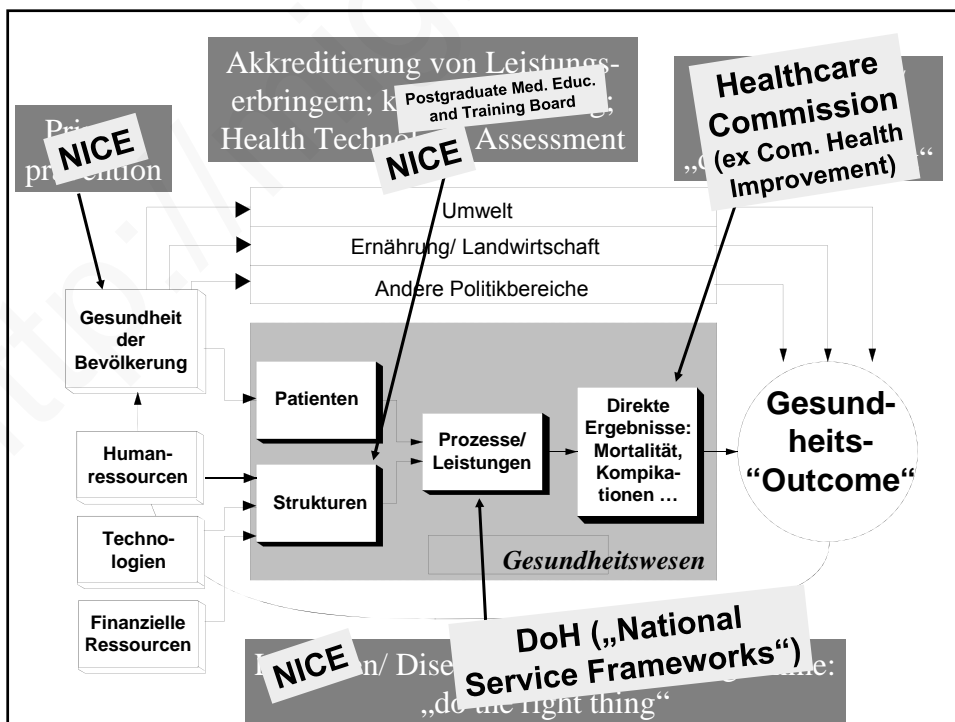 Akkreditierung von Leistungs-
erbringern;
Health Assessment
Postgraduate Med. Educ.
and Training Board
NICE
NICE
Healthcare
Commission
(ex Com. Health
Improvement)
Umwelt
Ernährung/ Landwirtschaft
Andere Politikbereiche
Gesundheit
der
Bevölkerung
Patienten
Strukturen
Prozesse/
Leistungen
Direkte
Ergebnisse:
Mortalität,
Kompika-
tionen …
Gesund-
heits-
“Outcome“
Human-
ressourcen
Techno-
logien
Finanzielle
Ressourcen
Gesundheitswesen
NICE
DoH („National
Service Frameworks“)
„do the right thing“